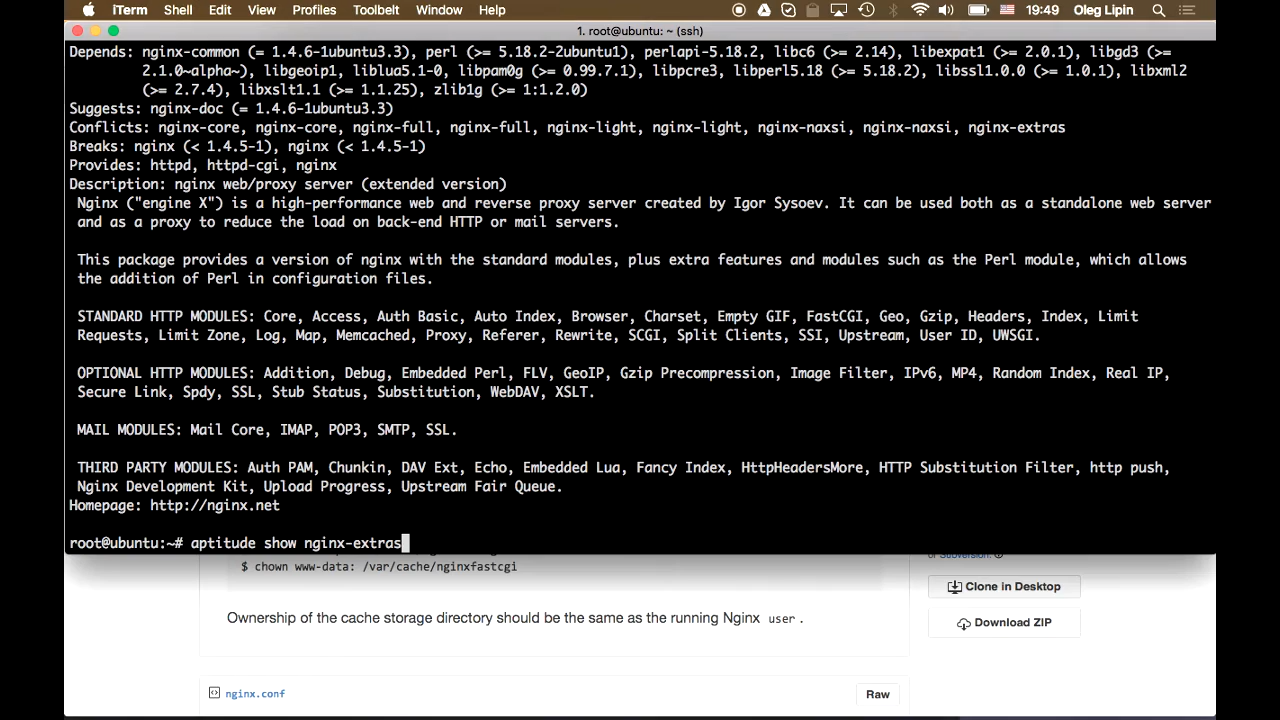 iTerm Shell Edit View Profiles Toolbelt Window Help 19:49 Oleg Lipin
1. root@ubuntu: ~ (ssh)
Depends: nginx-common (= 1.4.6-1ubuntu3.3), perl (>= 5.18.2-2ubuntu1), perlapi-5.18.2, libc6 (>= 2.14), libexpat1 (>= 2.0.1), libgd3 (>=
2.1.0~alpha~), libgeoip1, liblua5.1-0, libpam0g (>= 0.99.7.1), libpcre3, libperl5.18 (>= 5.18.2), libssl1.0.0 (>= 1.0.1), libxml2
(>= 2.7.4), libxslt1.1 (>= 1.1.25), zlib1g (>= 1:1.2.0)
Suggests: nginx-doc (= 1.4.6-1ubuntu3.3)
Conflicts: nginx-core, nginx-core, nginx-full, nginx-full, nginx-light, nginx-light, nginx-naxsi, nginx-naxsi, nginx-extras
Breaks: nginx (< 1.4.5-1), nginx (< 1.4.5-1)
Provides: httpd, httpd-cgi, nginx
Description: nginx web/proxy server (extended version)
Nginx ("engine X") is a high-performance web and reverse proxy server created by Igor Sysoev. It can be used both as a standalone web server
and as a proxy to reduce the load on back-end HTTP or mail servers.
This package provides a version of nginx with the standard modules, plus extra features and modules such as the Perl module, which allows
the addition of Perl in configuration files.
STANDARD HTTP MODULES: Core, Access, Auth Basic, Auto Index, Browser, Charset, Empty GIF, FastCGI, Geo, Gzip, Headers, Index, Limit
Requests, Limit Zone, Log, Map, Memcached, Proxy, Referer, Rewrite, SCGI, Split Clients, SSI, Upstream, User ID, UWSGI.
OPTIONAL HTTP MODULES: Addition, Debug, Embedded Perl, FLV, GeoIP, Gzip Precompression, Image Filter, IPv6, MP4, Random Index, Real IP,
Secure Link, Spdy, SSL, Stub Status, Substitution, WebDAV, XSLT.
MAIL MODULES: Mail Core, IMAP, POP3, SMTP, SSL.
THIRD PARTY MODULES: Auth PAM, Chunkin, DAV Ext, Echo, Embedded Lua, Fancy Index, HttpHeadersMore, HTTP Substitution Filter, http push,
Nginx Development Kit, Upload Progress, Upstream Fair Queue.
Homepage: http://nginx.net
root@ubuntu:~# aptitude show nginx-extras
or Subversion.
$ chown www-data: /var/cache/nginxfastcgi
Clone in Desktop
Ownership of the cache storage directory should be the same as the running Nginx user .
Download ZIP
nginx.conf
Raw